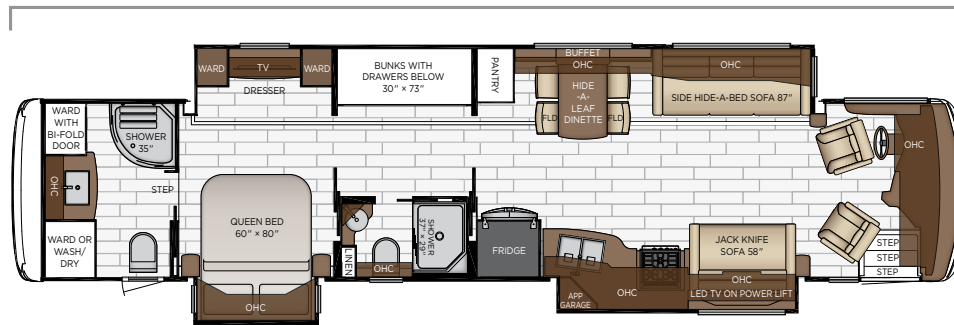 WARD
WITH
BI-FOLD
DOOR
SHOWER
35"
OHC
STEP
WARD OR
WASH/
DRY
WARD
TV
WARD
DRESSER
QUEEN BED
60" × 80"
OHC
BUNKS WITH
DRAWERS BELOW
30" × 73"
LINEN
OHC
SHOWER
37" × 29"
PANTRY
FRIDGE
BUFFET
OHC
HIDE
-A-
LEAF
DINETTE
FLD
FLD
OHC
SIDE HIDE-A-BED SOFA 87"
APP
GARAGE
OHC
JACK KNIFE
SOFA 58"
OHC
LED TV ON POWER LIFT
OHC
STEP
STEP
STEP